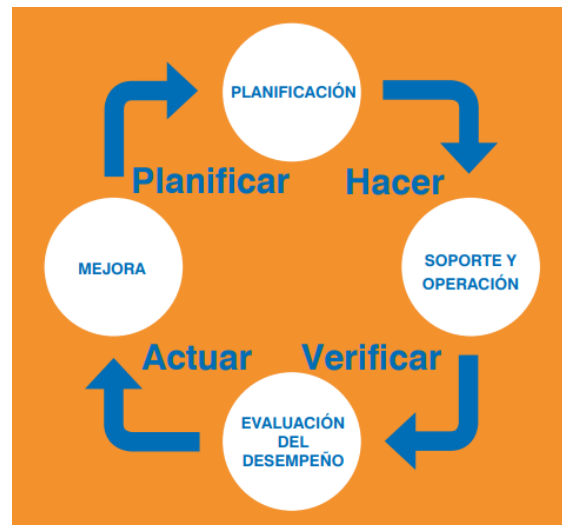 PLANIFICACIÓN
Planificar
Hacer
MEJORA
SOPORTE Y
OPERACIÓN
Actuar
Verificar
EVALUACIÓN
DEL
DESEMPEÑO